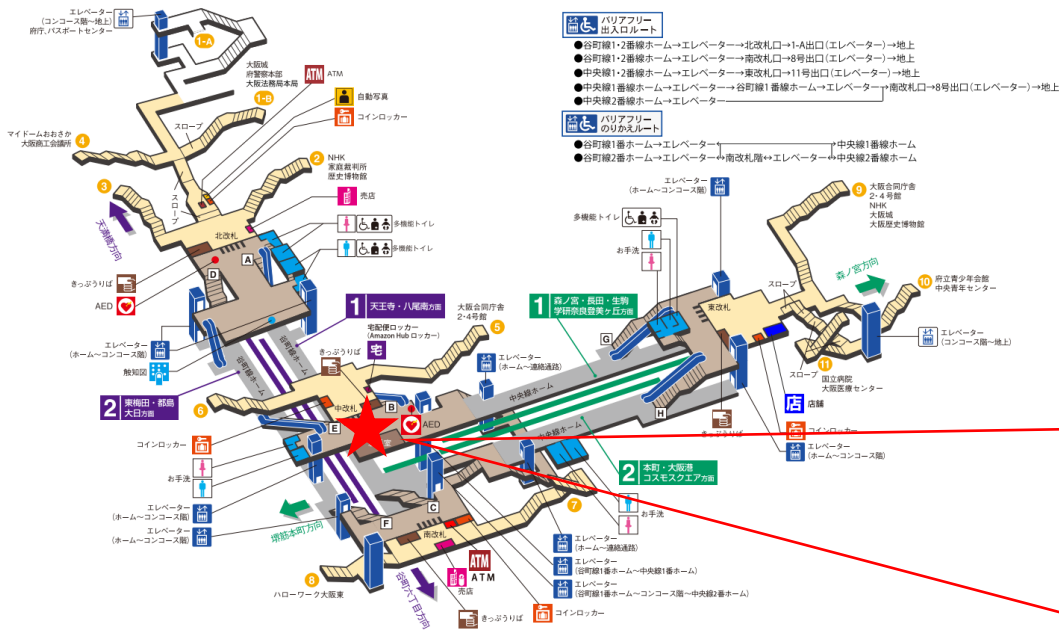 エレベーター
(コンコース階～地上)
府庁、パスポートセンター
1-A
大阪城
府警察本部
大阪法務局本局
1-B
ATM
ATM
自動写真
コインロッカー
スロープ
マイドームおおさか
大阪商工会議所
4
2
NHK
家庭裁判所
歴史博物館
3
スロープ
売店
天満橋方向
北改札
多機能トイレ
多機能トイレ
A
D
きっぷうりば
AED
エレベーター
(ホーム～コンコース階)
触知図
1
天王寺・八尾南方面
谷町線ホーム
谷町線ホーム
2
東梅田・都島
大日方面
大阪合同庁舎
2・4号館
5
宅配便ロッカー
(Amazon Hub ロッカー)
宅
きっぷうりば
エレベーター
(ホーム～連絡通路)
6
中改札
B
AED
E
室
コインロッカー
お手洗
エレベーター
(ホーム～コンコース階)
エレベーター
(ホーム～コンコース階)
堺筋本町方向
C
F
南改札
7
8
ハローワーク大阪東
谷町六丁目方向
ATM
ATM
売店
きっぷうりば
コインロッカー
エレベーター
(ホーム～連絡通路)
エレベーター
(谷町線1番ホーム～中央線1番ホーム)
エレベーター
(谷町線1番ホーム～コンコース階～中央線2番ホーム)
お手洗
1
森ノ宮・長田・生駒
学研奈良登美ヶ丘方面
中央線ホーム
中央線ホーム
2
本町・大阪港
コスモスクエア方面
G
H
エレベーター
(ホーム～コンコース階)
多機能トイレ
お手洗
東改札
9
大阪合同庁舎
2・4号館
NHK
大阪城
大阪歴史博物館
森ノ宮方向
スロープ
10
府立青少年会館
中央青年センター
エレベーター
(コンコース階～地上)
11
スロープ
国立病院
大阪医療センター
店
店舗
きっぷうりば
コインロッカー
エレベーター
(ホーム～コンコース階)
バリアフリー
出入口ルート
●谷町線1・2番線ホーム→エレベーター→北改札口→1-A出口(エレベーター)→地上
●谷町線1・2番線ホーム→エレベーター→南改札口→8号出口(エレベーター)→地上
●中央線1・2番線ホーム→エレベーター→東改札口→11号出口(エレベーター)→地上
●中央線1番線ホーム→エレベーター→谷町線1番線ホーム→エレベーター→南改札口→8号出口(エレベーター)→地上
●中央線2番線ホーム→エレベーター
バリアフリー
のりかえルート
●谷町線1番ホーム→エレベーター↔中央線1番線ホーム
●谷町線2番ホーム→エレベーター↔南改札階↔エレベーター↔中央線2番線ホーム